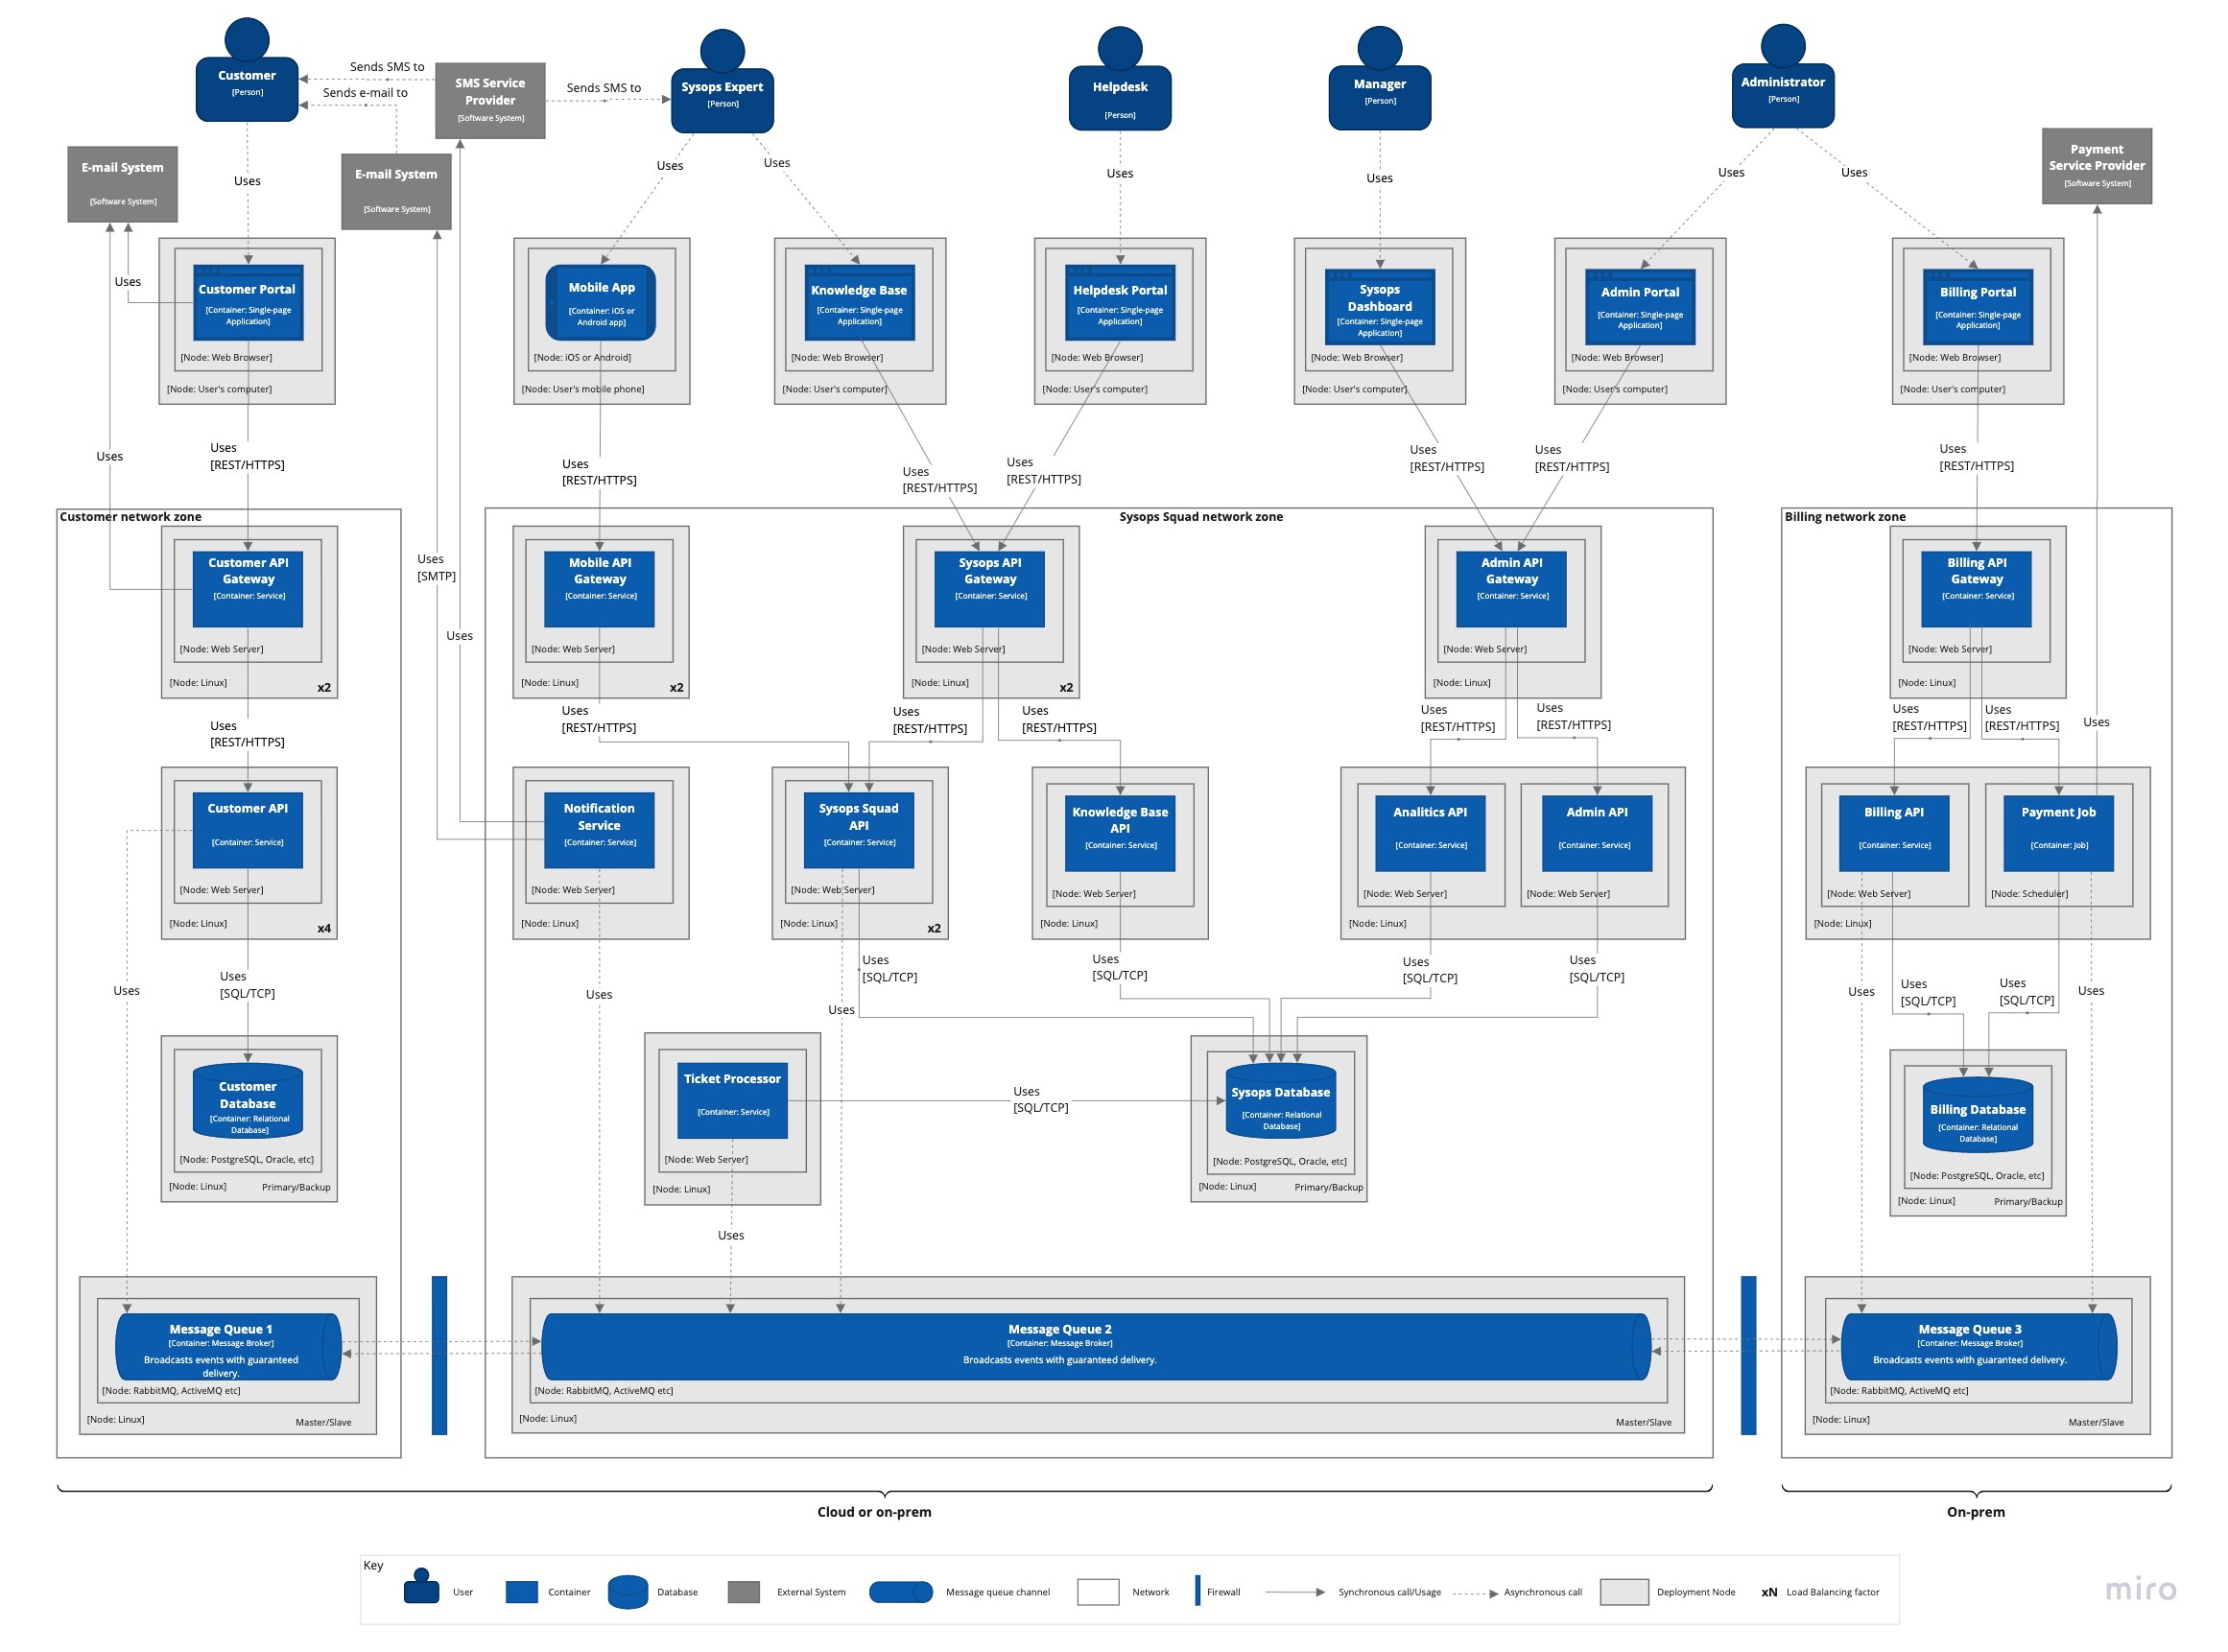 Customer
[Person]
Sends SMS to
Sends e-mail to
SMS Service
Provider
[Software System]
Sends SMS to
Sysops Expert
[Person]
Helpdesk
[Person]
Manager
[Person]
Administrator
[Person]
E-mail System
[Software System]
E-mail System
[Software System]
Payment
Service Provider
[Software System]
Uses
Uses
Uses
Uses
Uses
Uses
Uses
Uses
Customer Portal
[Container: Single-page
Application]
[Node: Web Browser]
[Node: User's computer]
Mobile App
[Container: iOS or
Android app]
[Node: iOS or Android]
[Node: User's mobile phone]
Knowledge Base
[Container: Single-page
Application]
[Node: Web Browser]
[Node: User's computer]
Helpdesk Portal
[Container: Single-page
Application]
[Node: Web Browser]
[Node: User's computer]
Sysops
Dashboard
[Container: Single-page
Application]
[Node: Web Browser]
[Node: User's computer]
Admin Portal
[Container: Single-page
Application]
[Node: Web Browser]
[Node: User's computer]
Billing Portal
[Container: Single-page
Application]
[Node: Web Browser]
[Node: User's computer]
Uses
Uses
[REST/HTTPS]
Uses
[REST/HTTPS]
Uses
[REST/HTTPS]
Uses
[REST/HTTPS]
Uses
[REST/HTTPS]
Uses
[REST/HTTPS]
Uses
[REST/HTTPS]
Customer network zone
Sysops Squad network zone
Billing network zone
Customer API
Gateway
[Container: Service]
[Node: Web Server]
[Node: Linux]
x2
Uses
[SMTP]
Uses
Mobile API
Gateway
[Container: Service]
[Node: Web Server]
[Node: Linux]
x2
Sysops API
Gateway
[Container: Service]
[Node: Web Server]
[Node: Linux]
x2
Admin API
Gateway
[Container: Service]
[Node: Web Server]
[Node: Linux]
Billing API
Gateway
[Container: Service]
[Node: Web Server]
[Node: Linux]
Uses
[REST/HTTPS]
Uses
[REST/HTTPS]
Uses
[REST/HTTPS]
Uses
[REST/HTTPS]
Uses
[REST/HTTPS]
Uses
[REST/HTTPS]
Uses
[REST/HTTPS]
Uses
[REST/HTTPS]
Uses
Customer API
[Container: Service]
[Node: Web Server]
[Node: Linux]
x4
Notification
Service
[Container: Service]
[Node: Web Server]
[Node: Linux]
Sysops Squad
API
[Container: Service]
[Node: Web Server]
[Node: Linux]
x2
Knowledge Base
API
[Container: Service]
[Node: Web Server]
[Node: Linux]
Analitics API
[Container: Service]
[Node: Web Server]
[Node: Linux]
Admin API
[Container: Service]
[Node: Web Server]
Billing API
[Container: Service]
[Node: Web Server]
[Node: Linux]
Payment Job
[Container: Job]
[Node: Scheduler]
Uses
Uses
[SQL/TCP]
Uses
Uses
Uses
[SQL/TCP]
Uses
[SQL/TCP]
Uses
[SQL/TCP]
Uses
[SQL/TCP]
Uses
Uses
[SQL/TCP]
Uses
[SQL/TCP]
Uses
Customer
Database
[Container: Relational
Database]
[Node: PostgreSQL, Oracle, etc]
[Node: Linux]
Primary/Backup
Ticket Processor
[Container: Service]
[Node: Web Server]
[Node: Linux]
Uses
[SQL/TCP]
Sysops Database
[Container: Relational
Database]
[Node: PostgreSQL, Oracle, etc]
[Node: Linux]
Primary/Backup
Billing Database
[Container: Relational
Database]
[Node: PostgreSQL, Oracle, etc]
[Node: Linux]
Primary/Backup
Uses
Message Queue 1
[Container: Message Broker]
Broadcasts events with guaranteed
delivery.
[Node: RabbitMQ, ActiveMQ etc]
[Node: Linux]
Master/Slave
Message Queue 2
[Container: Message Broker]
Broadcasts events with guaranteed delivery.
[Node: RabbitMQ, ActiveMQ etc]
[Node: Linux]
Master/Slave
Message Queue 3
[Container: Message Broker]
Broadcasts events with guaranteed delivery.
[Node: RabbitMQ, ActiveMQ etc]
[Node: Linux]
Master/Slave
Cloud or on-prem
On-prem
Key
User
Container
Database
External System
Message queue channel
Network
Firewall
Synchronous call/Usage
Asynchronous call
Deployment Node
xN
Load Balancing factor
miro